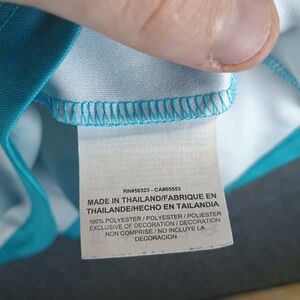 RN#56323 - CA#05553
MADE IN THAILAND/FABRIQUE EN
THAILANDE/HECHO EN TAILANDIA
100% POLYESTER / POLYESTER / POLIESTER
EXCLUSIVE OF DECORATION / DECORATION
NON COMPRISE / NO INCLUYE LA
DECORACIÓN